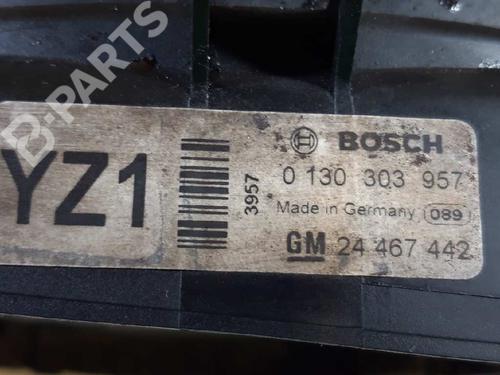 B-PARTS
YZ1
3957
BOSCH
0 130 303 957
Made in Germany 089
GM 24 467 442